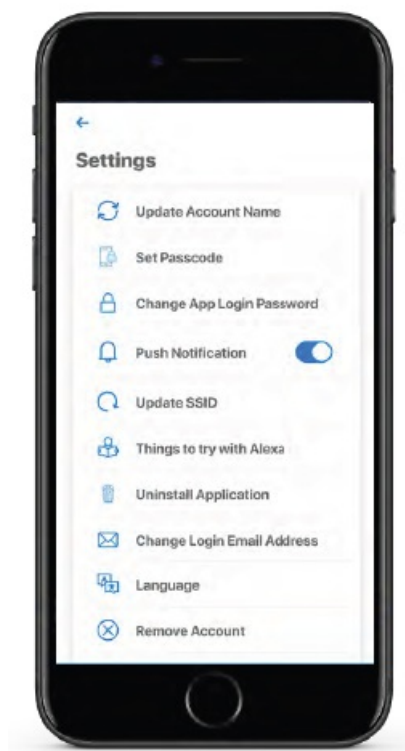 Settings
Update Account Name
Set Passcode
Change App Login Password
Push Notification
Update SSID
Things to try with Alexa
Uninstall Application
Change Login Email Address
Language
Remove Account